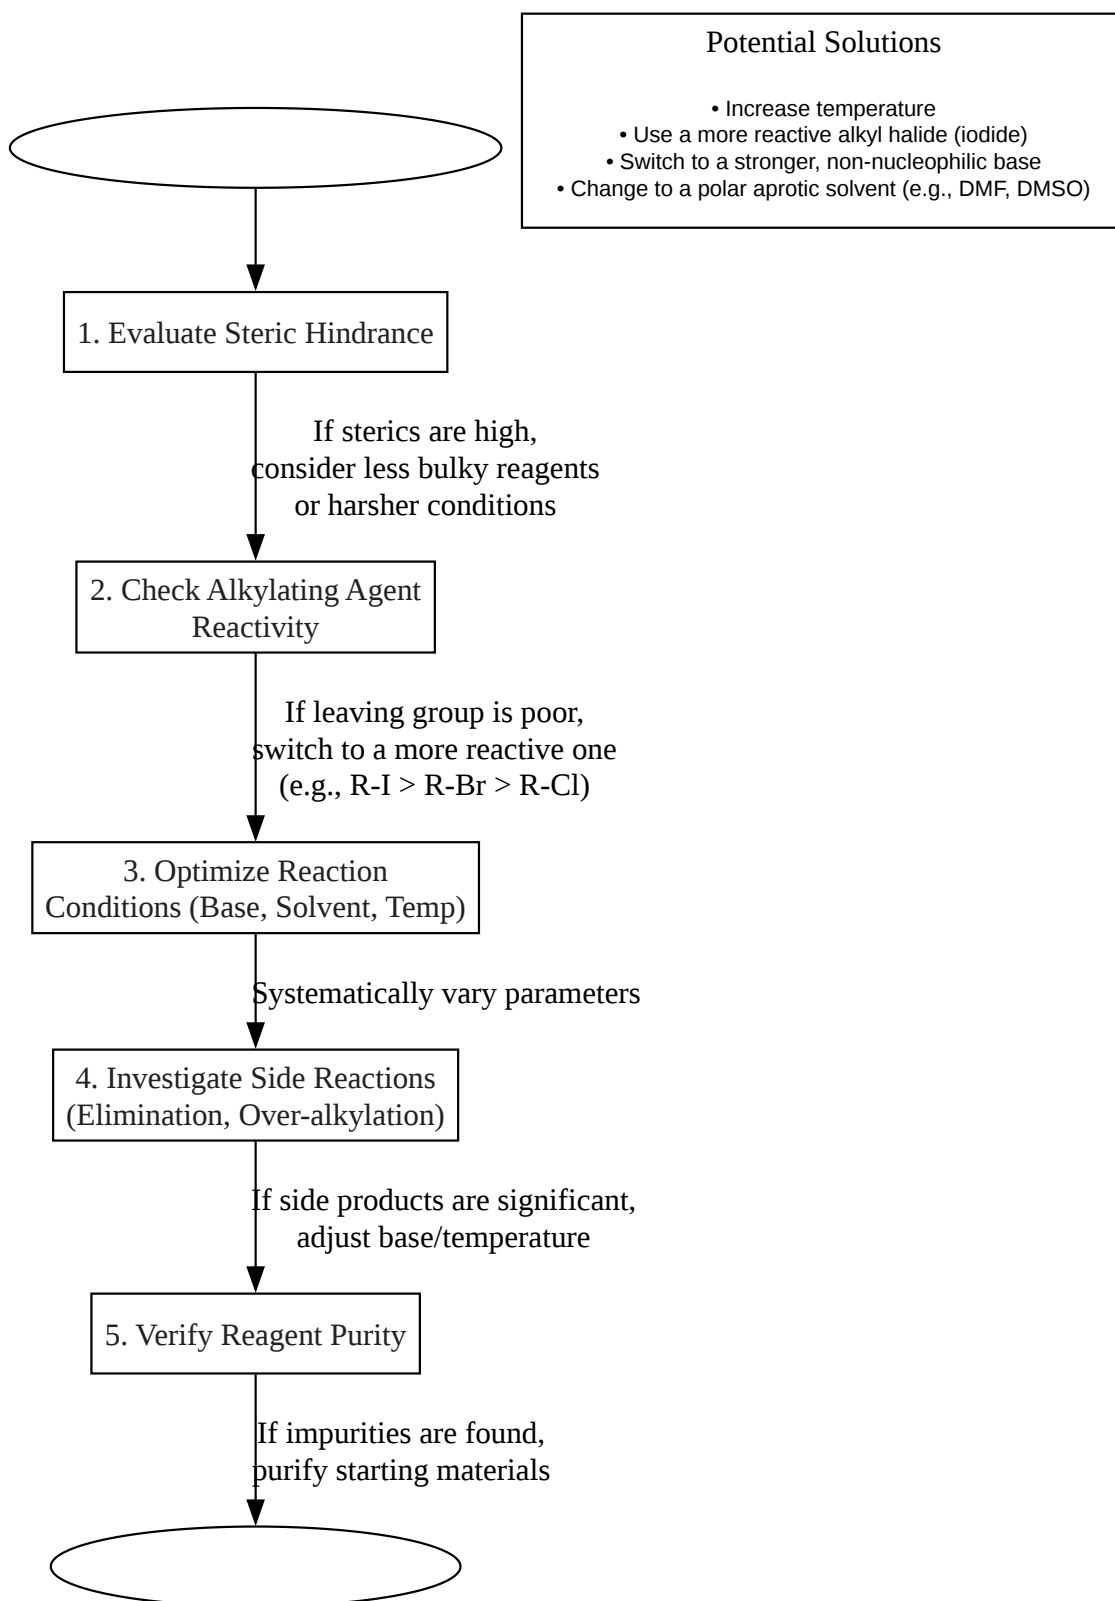 Potential Solutions
• Increase temperature
• Use a more reactive alkyl halide (iodide)
• Switch to a stronger, non-nucleophilic base
• Change to a polar aprotic solvent (e.g., DMF, DMSO)
1. Evaluate Steric Hindrance
If sterics are high,
consider less bulky reagents
or harsher conditions
2. Check Alkylating Agent
Reactivity
If leaving group is poor,
switch to a more reactive one
(e.g., R-I > R-Br > R-Cl)
3. Optimize Reaction
Conditions (Base, Solvent, Temp)
Systematically vary parameters
4. Investigate Side Reactions
(Elimination, Over-alkylation)
If side products are significant,
adjust base/temperature
5. Verify Reagent Purity
If impurities are found,
purify starting materials